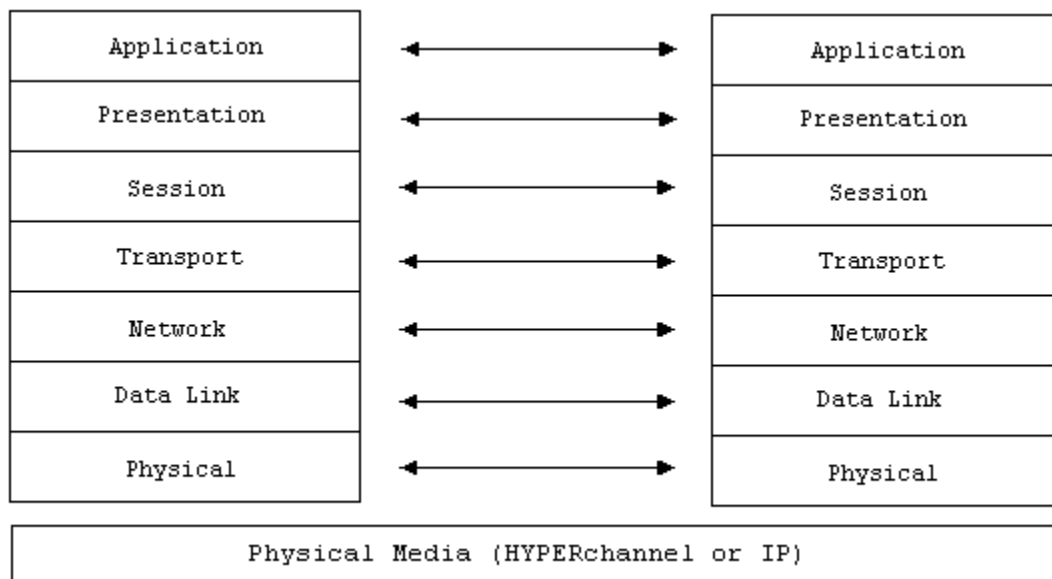 Application
Presentation
Session
Transport
Network
Data Link
Physical
Application
Presentation
Session
Transport
Network
Data Link
Physical
Physical Media (HYPERchannel or IP)